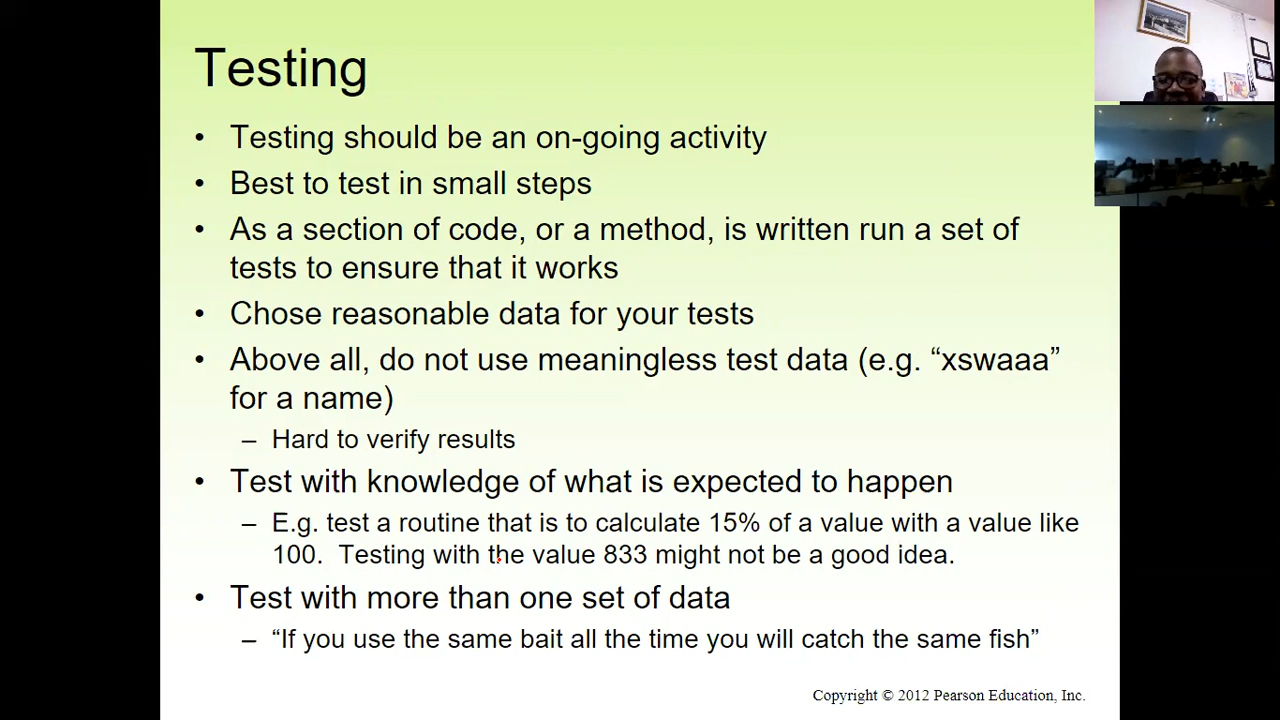 Testing
• Testing should be an on-going activity
• Best to test in small steps
• As a section of code, or a method, is written run a set of
tests to ensure that it works
• Chose reasonable data for your tests
• Above all, do not use meaningless test data (e.g. “xswaaa”
for a name)
– Hard to verify results
• Test with knowledge of what is expected to happen
– E.g. test a routine that is to calculate 15% of a value with a value like
100.  Testing with the value 833 might not be a good idea.
• Test with more than one set of data
– “If you use the same bait all the time you will catch the same fish”
Copyright © 2012 Pearson Education, Inc.